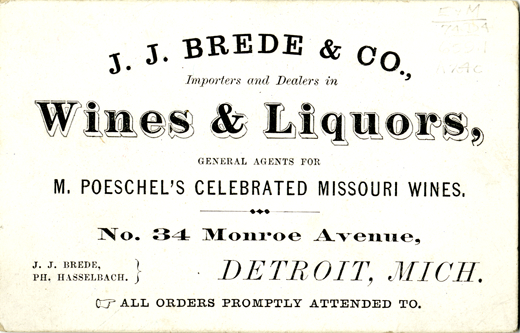 J. J. BREDE & CO.,
Importers and Dealers in
Wines & Liquors,
GENERAL AGENTS FOR
M. POESCHEL'S CELEBRATED MISSOURI WINES.
No. 34 Monroe Avenue,
J. J. BREDE,
PH. HASSELBACH. }
DETROIT, MICH.
☞ ALL ORDERS PROMPTLY ATTENDED TO.